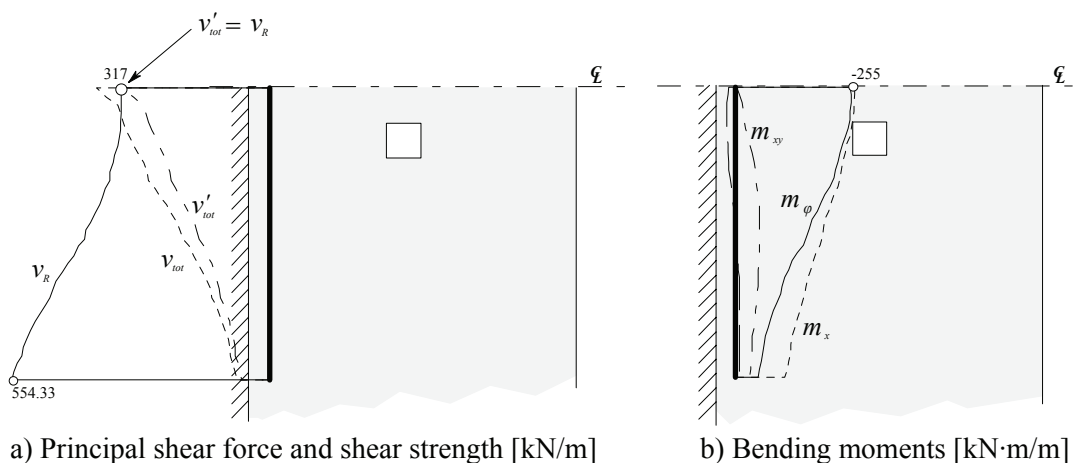 v'tot = vR
317
℄
v'tot
vtot
vR
554.33
a) Principal shear force and shear strength [kN/m]
-255
℄
mxy
mφ
mx
b) Bending moments [kN·m/m]